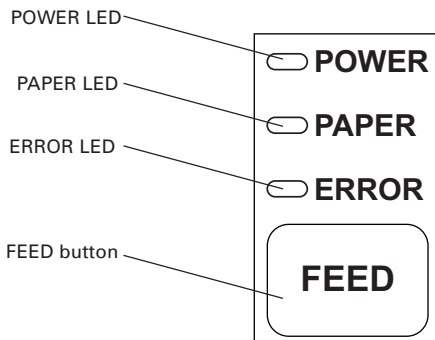 POWER LED
POWER
PAPER LED
PAPER
ERROR LED
ERROR
FEED button
FEED